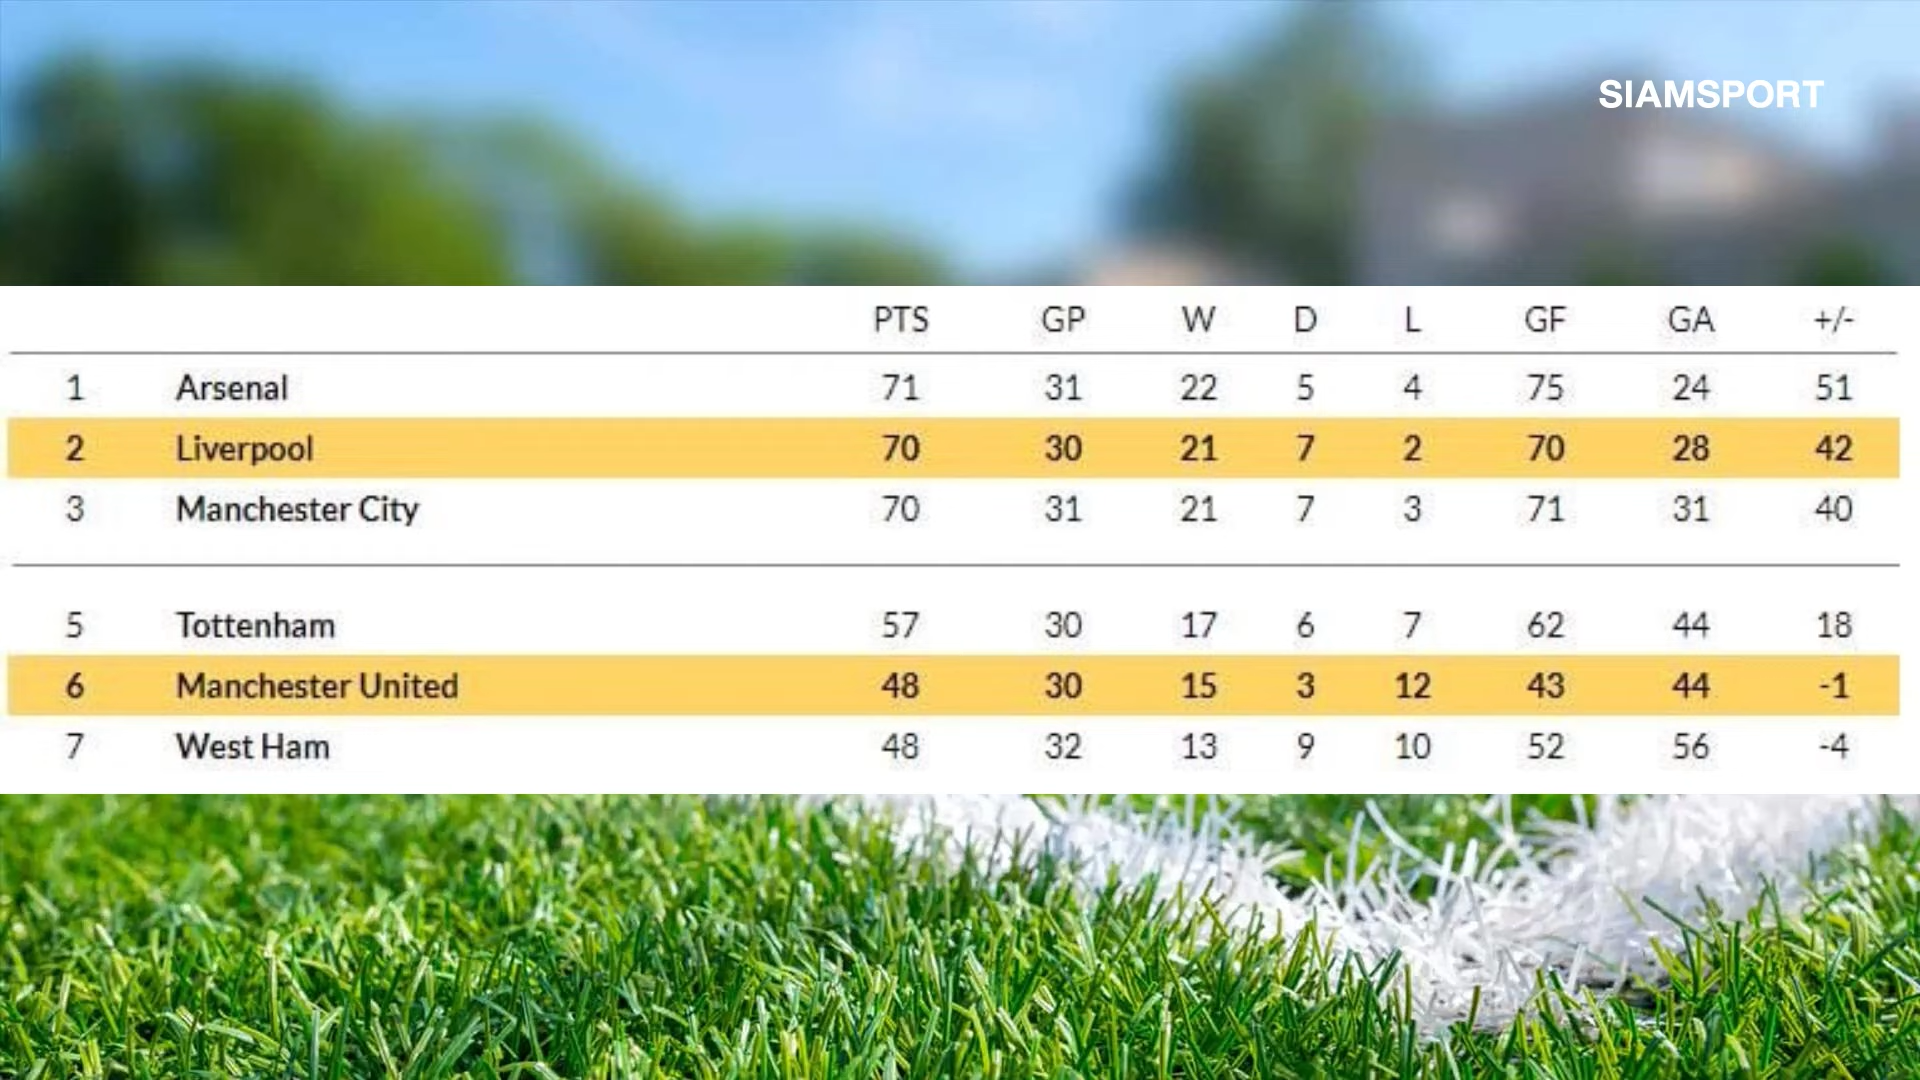 SIAMSPORT
PTS GP W D L GF GA +/-
1 Arsenal 71 31 22 5 4 75 24 51
2 Liverpool 70 30 21 7 2 70 28 42
3 Manchester City 70 31 21 7 3 71 31 40
5 Tottenham 57 30 17 6 7 62 44 18
6 Manchester United 48 30 15 3 12 43 44 -1
7 West Ham 48 32 13 9 10 52 56 -4